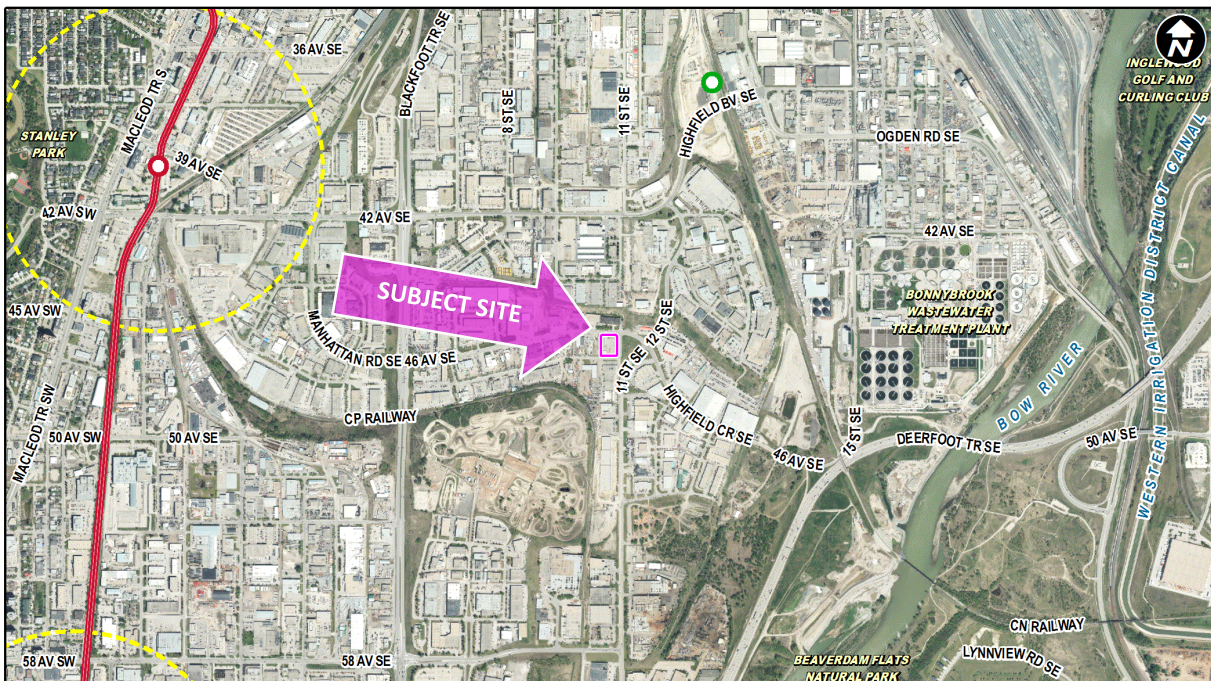 36 AV SE
N
INGLEWOOD
GOLF AND
CURLING CLUB
MACLEOD TR S
BLACKFOOT TR SE
8 ST SE
11 ST SE
HIGHFIELD BV SE
OGDEN RD SE
STANLEY
PARK
39 AV SE
42 AV SW
42 AV SE
42 AV SE
WESTERN IRRIGATION DISTRICT CANAL
SUBJECT SITE
45 AV SW
MANHATTAN RD SE
46 AV SE
11 ST SE
12 ST SE
BONNYBROOK
WASTEWATER
TREATMENT PLANT
BOW RIVER
CP RAILWAY
HIGHFIELD CR SE
MACLEOD TR SW
50 AV SW
50 AV SE
46 AV SE
15 ST SE
DEERFOOT TR SE
50 AV SE
CN RAILWAY
58 AV SW
58 AV SE
BEAVERDAM FLATS
NATURAL PARK
LYNNVIEW RD SE